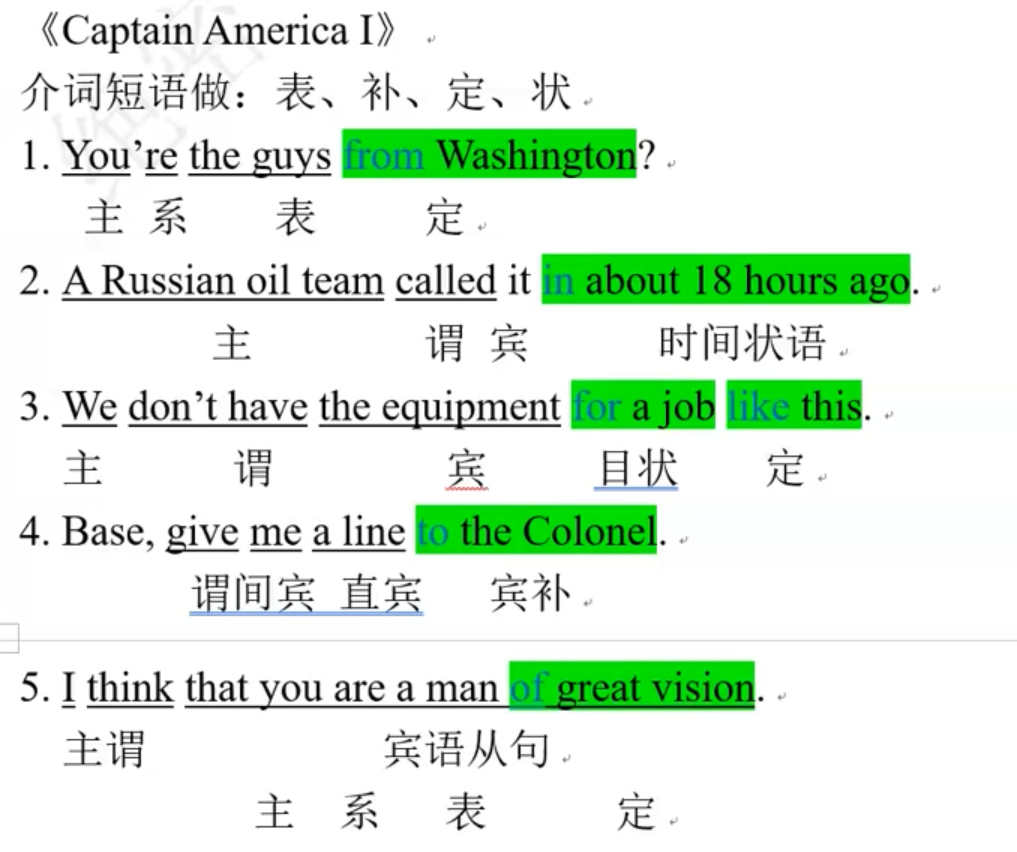 《Captain America I》
介词短语做：表、补、定、状
1. You’re the guys from Washington?
主 系 表 定
2. A Russian oil team called it in about 18 hours ago.
主 谓 宾 时间状语
3. We don’t have the equipment for a job like this.
主 谓 宾 目状 定
4. Base, give me a line to the Colonel.
谓间宾 直宾 宾补
5. I think that you are a man of great vision.
主谓 宾语从句
主 系 表 定